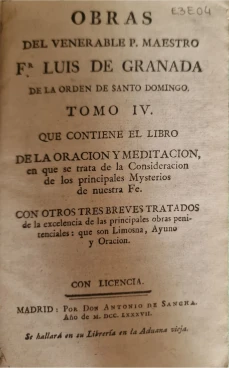 E3E04
OBRAS
DEL VENERABLE P. MAESTRO
Fʀ. LUIS DE GRANADA
DE LA ORDEN DE SANTO DOMINGO.
TOMO IV.
QUE CONTIENE EL LIBRO
DE LA ORACION Y MEDITACION,
en que se trata de la Consideracion
de los principales Mysterios
de nuestra Fe.
CON OTROS TRES BREVES TRATADOS
de la excelencia de las principales obras peni-
tenciales: que son Limosna, Ayuno
y Oracion.
CON LICENCIA.
MADRID: POR DON ANTONIO DE SANCHA.
Año de M. DCC. LXXXVII.
Se hallará en su Librería en la Aduana vieja.